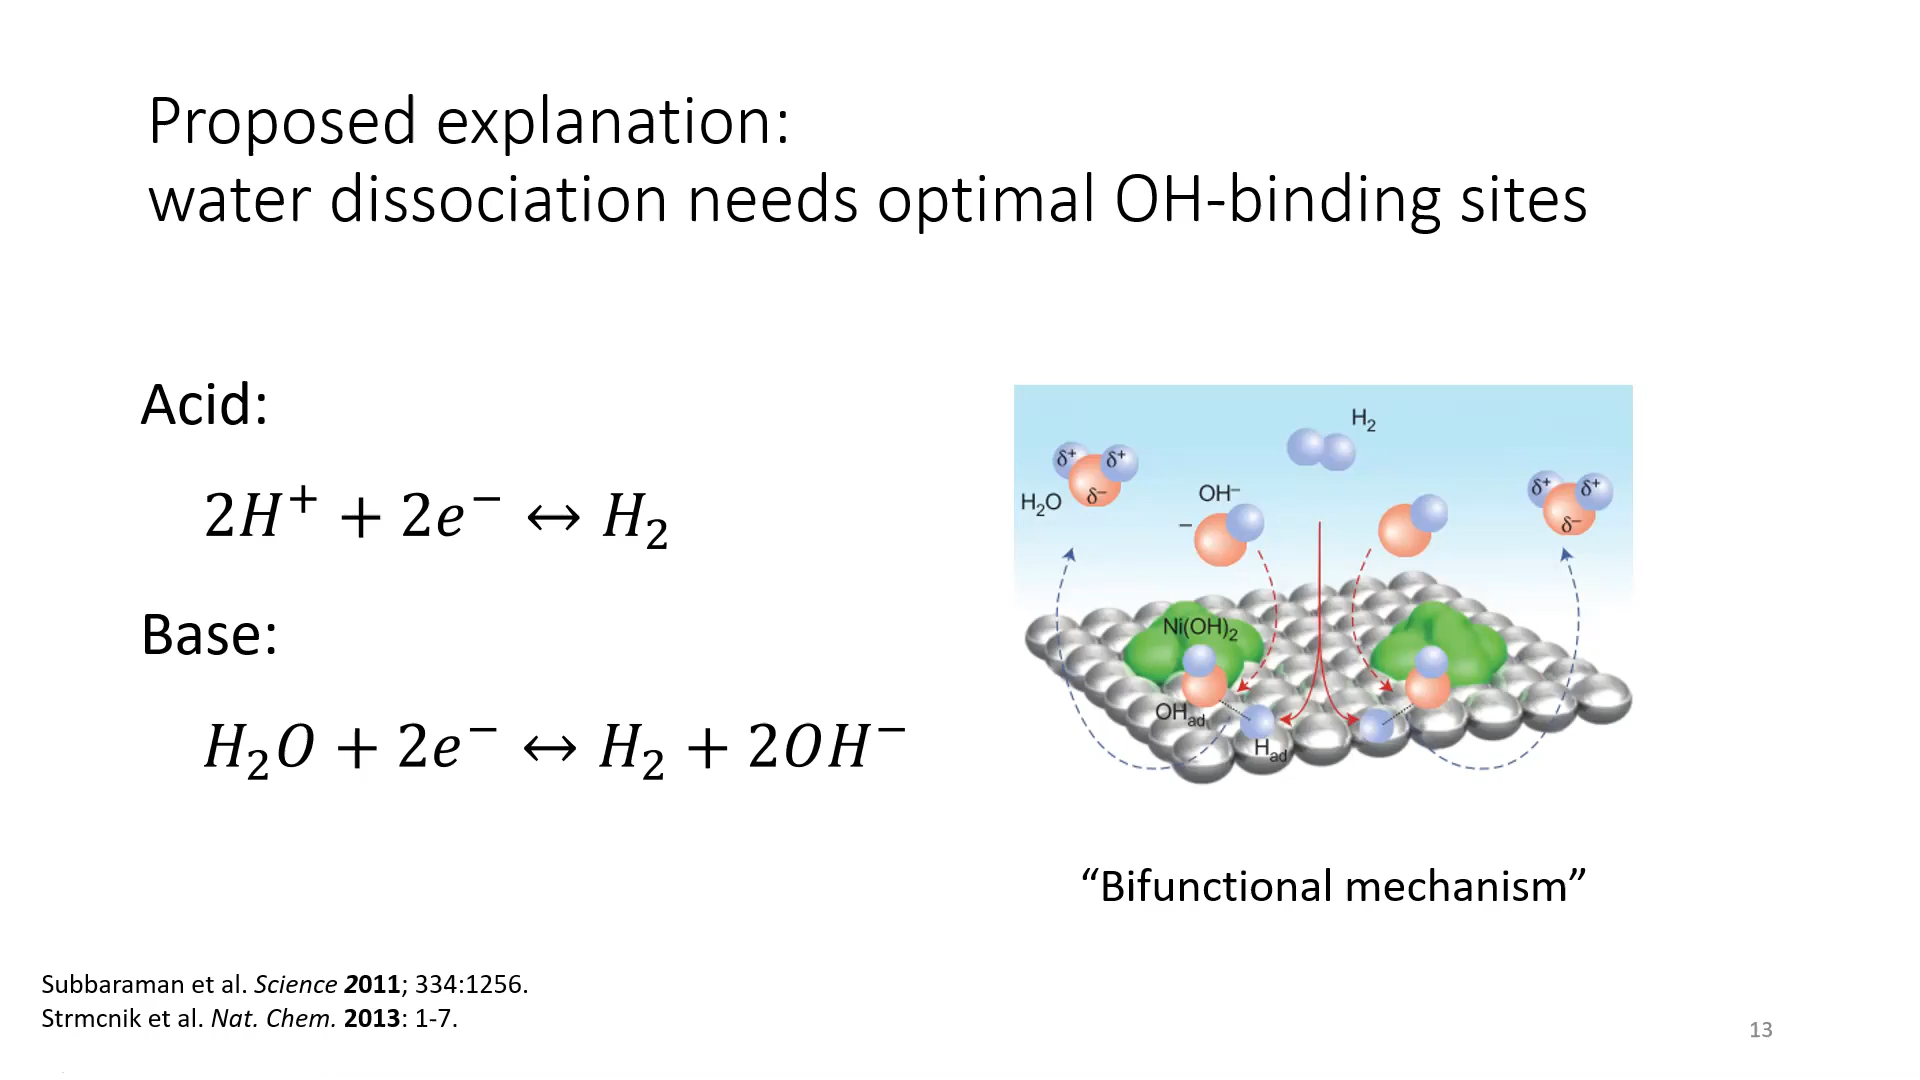 Proposed explanation:
water dissociation needs optimal OH-binding sites
Acid:
2H⁺ + 2e⁻ ↔ H₂
Base:
H₂O + 2e⁻ ↔ H₂ + 2OH⁻
H₂
δ⁺ δ⁺
δ⁻
H₂O
OH⁻
–
δ⁺ δ⁺
δ⁻
Ni(OH)₂
OHad
Had
“Bifunctional mechanism”
Subbaraman et al. Science 2011; 334:1256.
Strmcnik et al. Nat. Chem. 2013: 1-7.
13